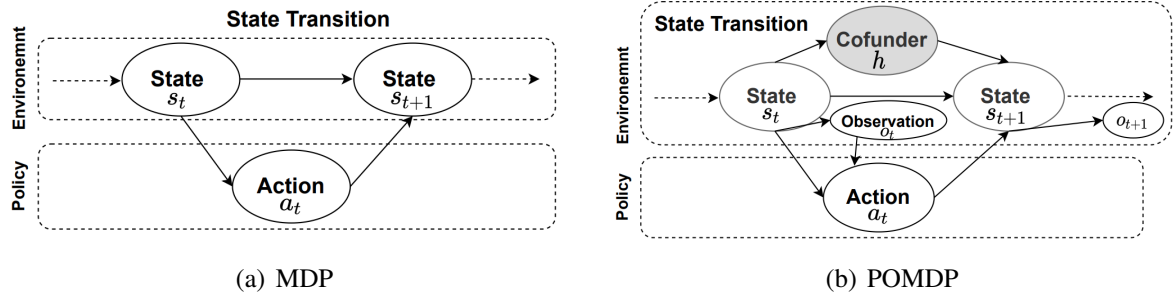 State Transition
Environemnt
State
s_t
State
s_{t+1}
Policy
Action
a_t
(a) MDP
State Transition
Environemnt
Cofunder
h
State
s_t
State
s_{t+1}
Observation
o_t
o_{t+1}
Policy
Action
a_t
(b) POMDP